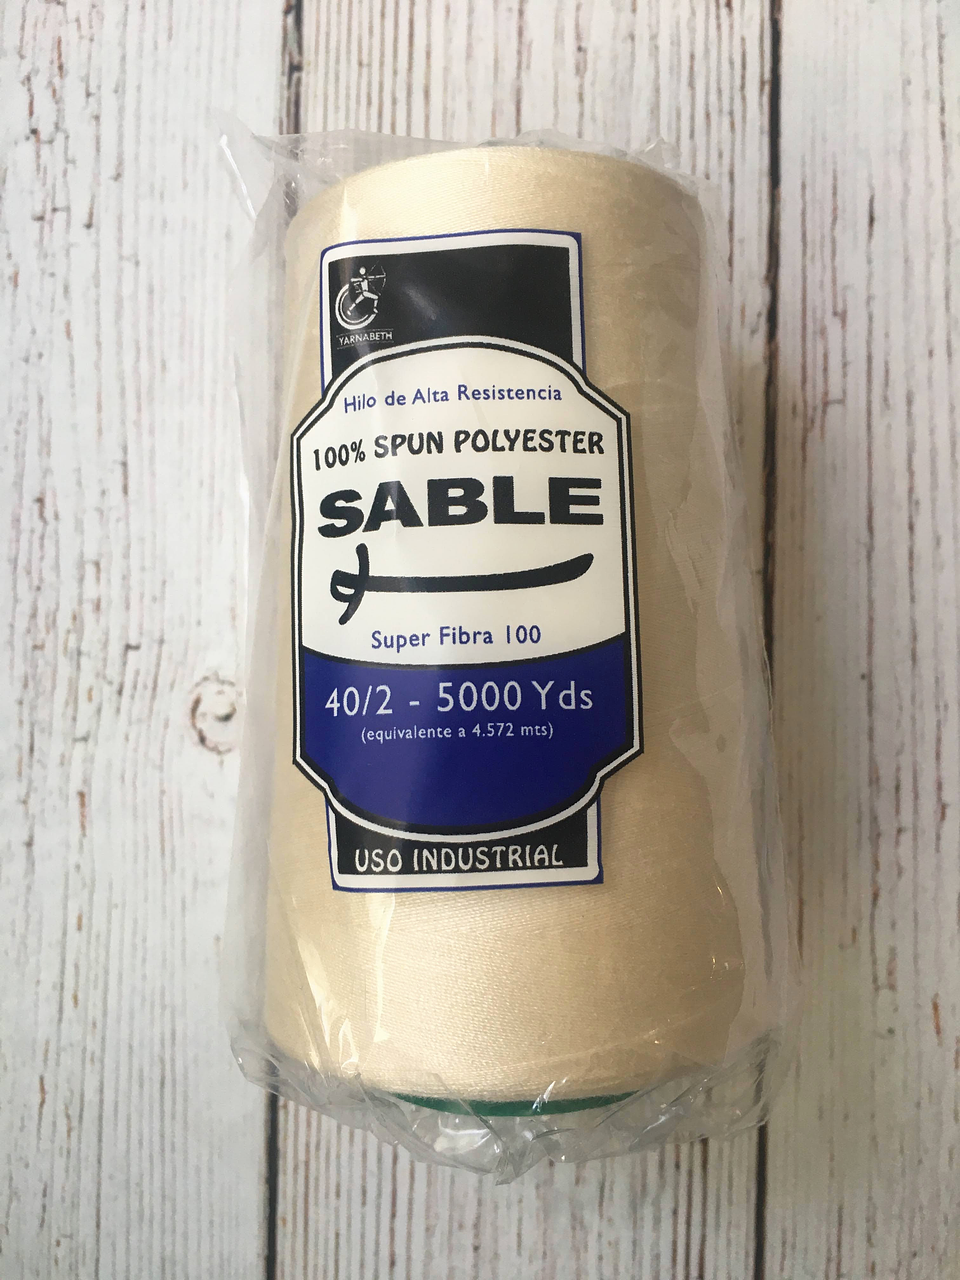 YARNABETH
Hilo de Alta Resistencia
100% SPUN POLYESTER
SABLE
Super Fibra 100
40/2 - 5000 Yds
(equivalente a 4.572 mts)
USO INDUSTRIAL